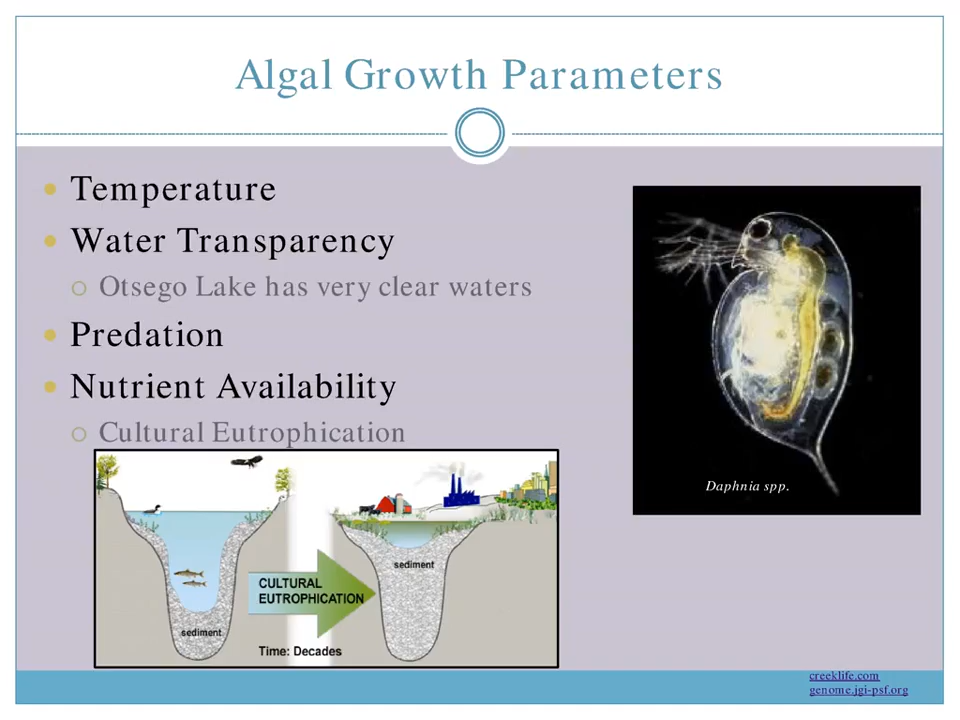 Algal Growth Parameters
Temperature
Water Transparency
Otsego Lake has very clear waters
Predation
Nutrient Availability
Cultural Eutrophication
Daphnia spp.
sediment
CULTURAL
EUTROPHICATION
sediment
Time: Decades
creeklife.com
genome.jgi-psf.org